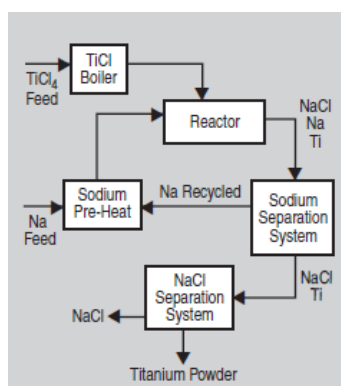 TiCl
Boiler
TiCl4
Feed
Reactor
NaCl
Na
Ti
Sodium
Pre-Heat
Na Recycled
Sodium
Separation
System
Na
Feed
NaCl
Ti
NaCl
Separation
System
NaCl
Titanium Powder